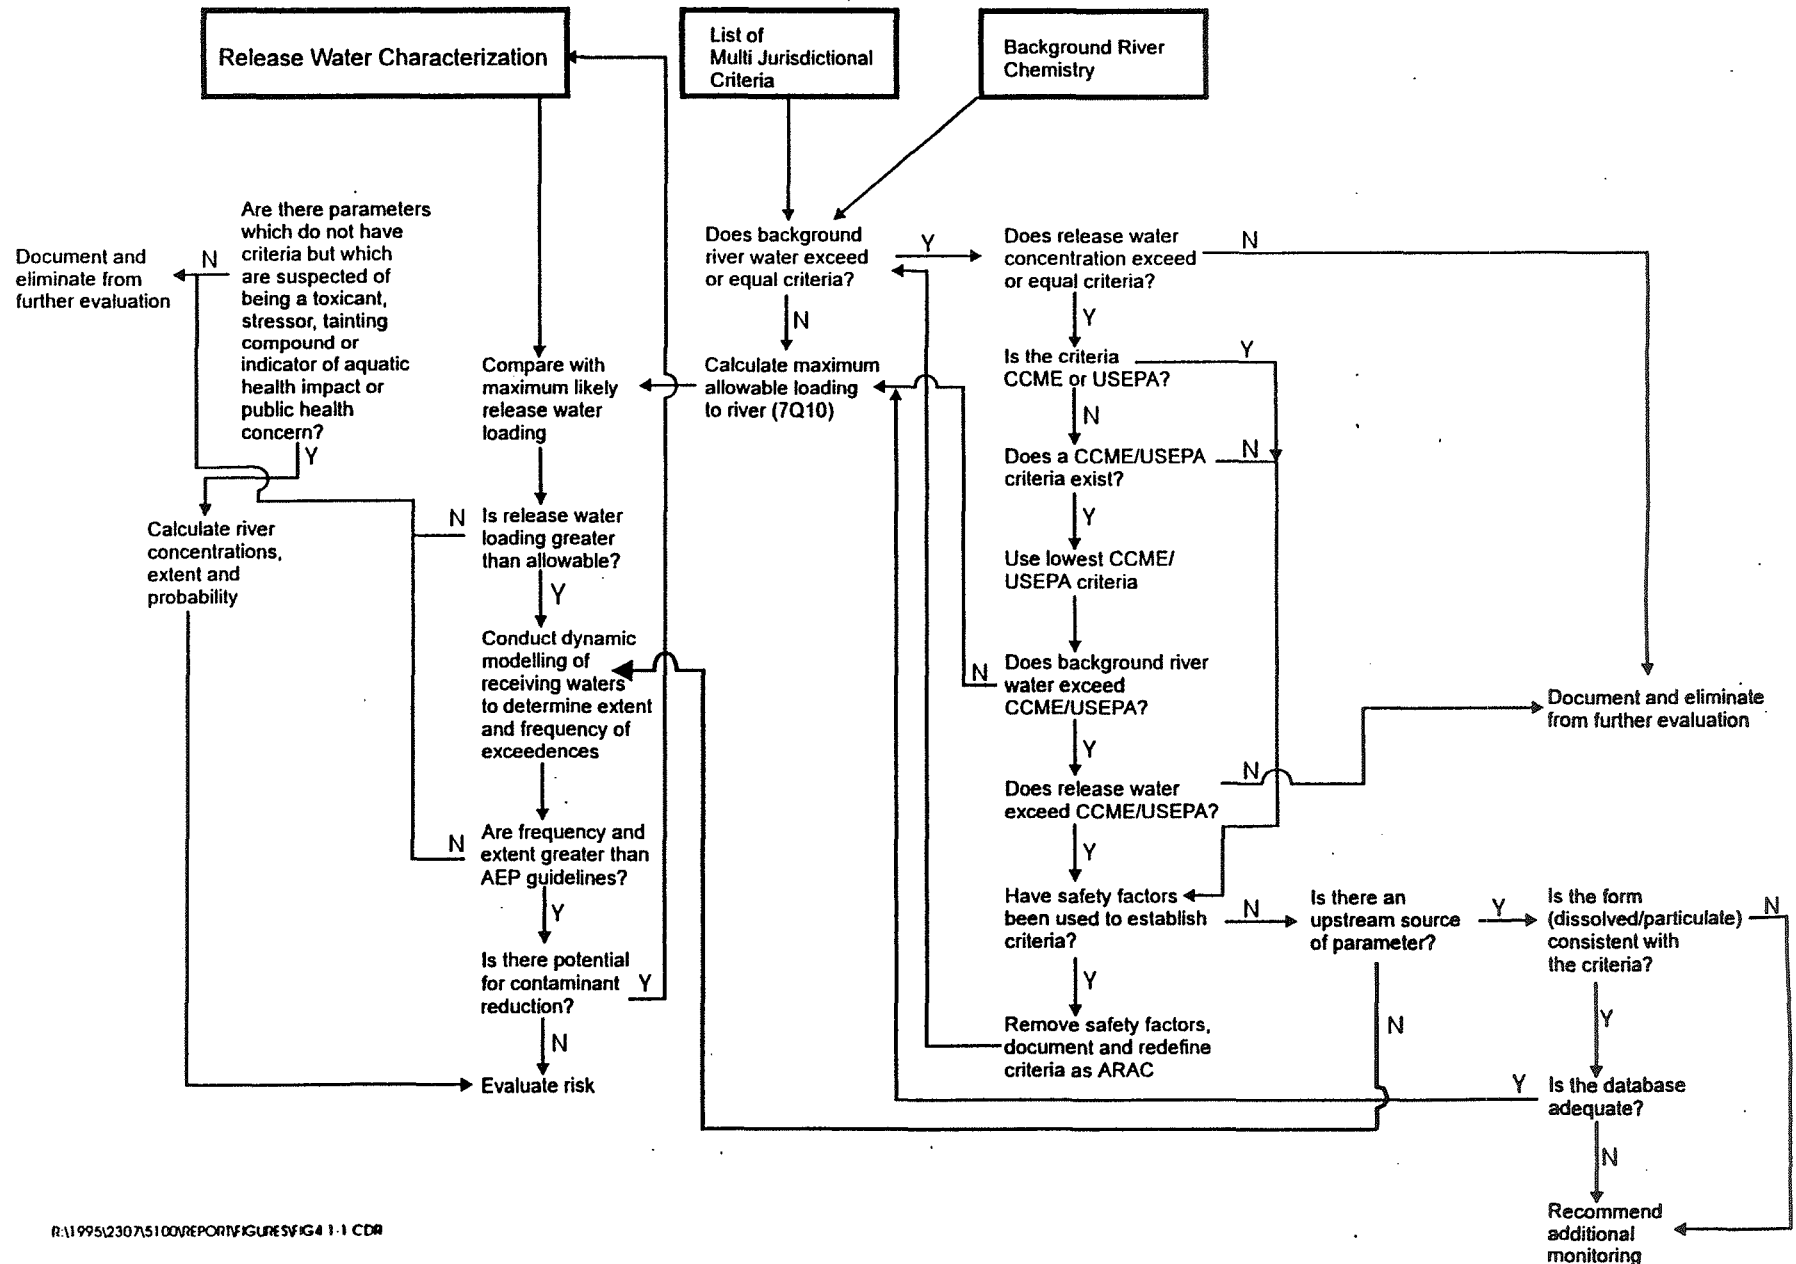 Release Water Characterization
List of
Multi Jurisdictional
Criteria
Background River
Chemistry
Document and
eliminate from
further evaluation
N
Are there parameters
which do not have
criteria but which
are suspected of
being a toxicant,
stressor, tainting
compound or
indicator of aquatic
health impact or
public health
concern?
Y
Calculate river
concentrations,
extent and
probability
Compare with
maximum likely
release water
loading
N
Is release water
loading greater
than allowable?
Y
Conduct dynamic
modelling of
receiving waters
to determine extent
and frequency of
exceedences
N
Are frequency and
extent greater than
AEP guidelines?
Y
Is there potential
for contaminant
reduction?
Y
N
Evaluate risk
Does background
river water exceed
or equal criteria?
Y
N
Calculate maximum
allowable loading
to river (7Q10)
Does release water
concentration exceed
or equal criteria?
N
Y
Is the criteria
CCME or USEPA?
Y
N
Does a CCME/USEPA
criteria exist?
N
Y
Use lowest CCME/
USEPA criteria
Does background river
water exceed
CCME/USEPA?
N
Y
Does release water
exceed CCME/USEPA?
N
Y
Document and eliminate
from further evaluation
Have safety factors
been used to establish
criteria?
N
Y
Remove safety factors,
document and redefine
criteria as ARAC
Is there an
upstream source
of parameter?
Y
N
Is the form
(dissolved/particulate)
consistent with
the criteria?
N
Y
Is the database
adequate?
Y
N
Recommend
additional
monitoring
R:\1995\2307\5100\REPORT\FIGURES\FIG4 1-1 CDR